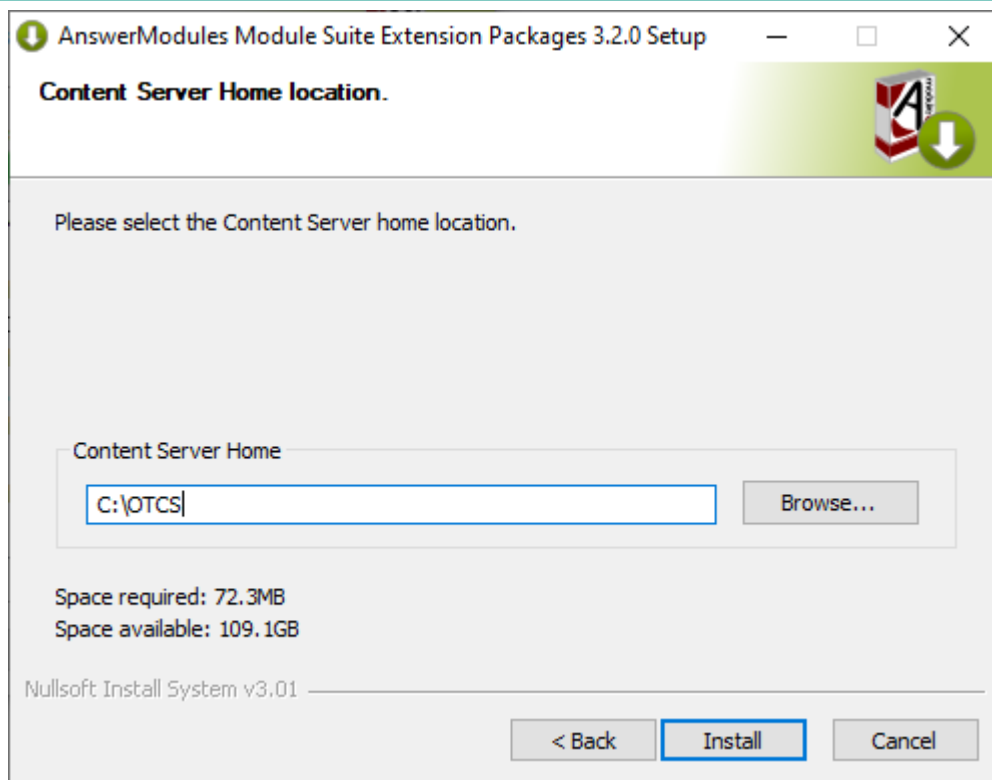 AnswerModules Module Suite Extension Packages 3.2.0 Setup
Content Server Home location.
Please select the Content Server home location.
Content Server Home
C:\OTCS
Browse...
Space required: 72.3MB
Space available: 109.1GB
Nullsoft Install System v3.01
< Back
Install
Cancel